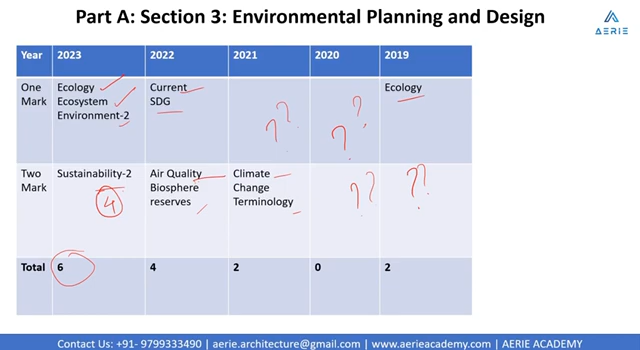 Part A: Section 3: Environmental Planning and Design
AERIE
Year 2023 2022 2021 2020 2019
One Mark
Ecology
Ecosystem
Environment-2
Current
SDG
? ?
? ?
Ecology
Two Mark
Sustainability-2
4
Air Quality
Biosphere
reserves
Climate
Change
Terminology
? ?
??
Total 6 4 2 0 2
Contact Us: +91- 9799333490 | aerie.architecture@gmail.com | www.aerieacademy.com | AERIE ACADEMY